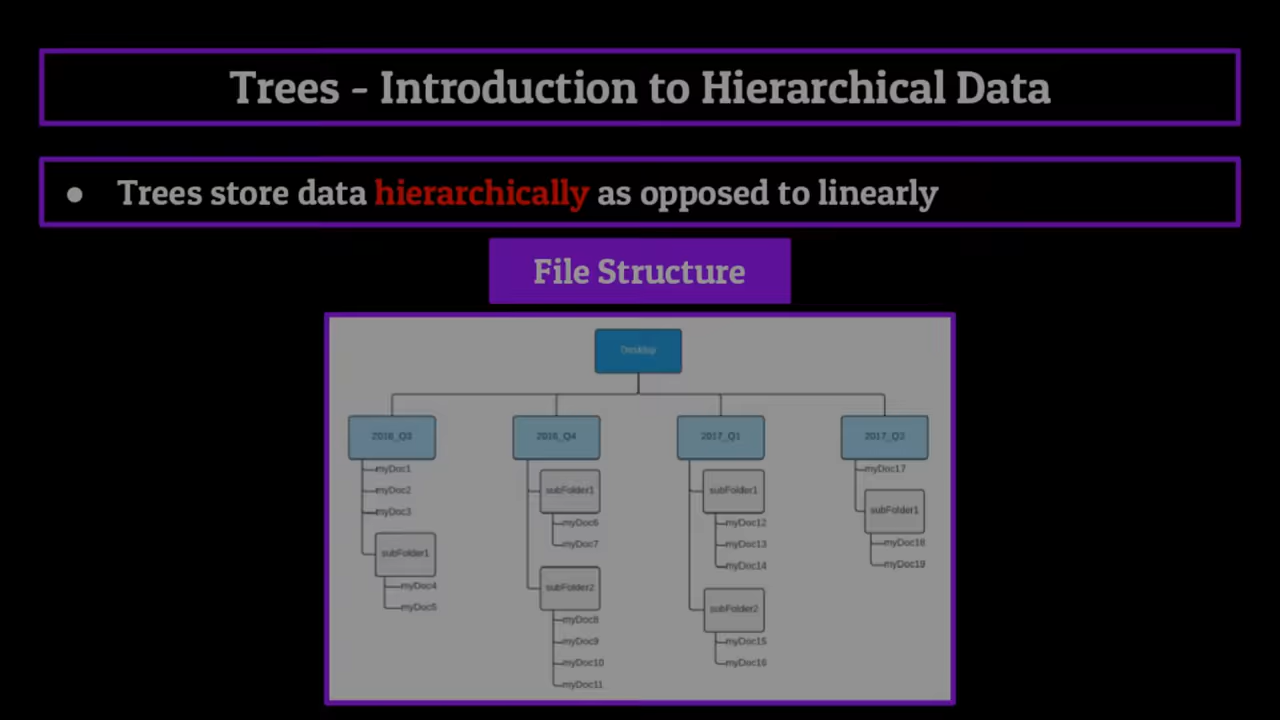 Trees - Introduction to Hierarchical Data
● Trees store data hierarchically as opposed to linearly
File Structure
Desktop
2016_Q3
2016_Q4
2017_Q1
2017_Q2
myDoc1
myDoc2
myDoc3
subFolder1
myDoc4
myDoc5
subFolder1
myDoc6
myDoc7
subFolder2
myDoc8
myDoc9
myDoc10
myDoc11
subFolder1
myDoc12
myDoc13
myDoc14
subFolder2
myDoc15
myDoc16
myDoc17
subFolder1
myDoc18
myDoc19